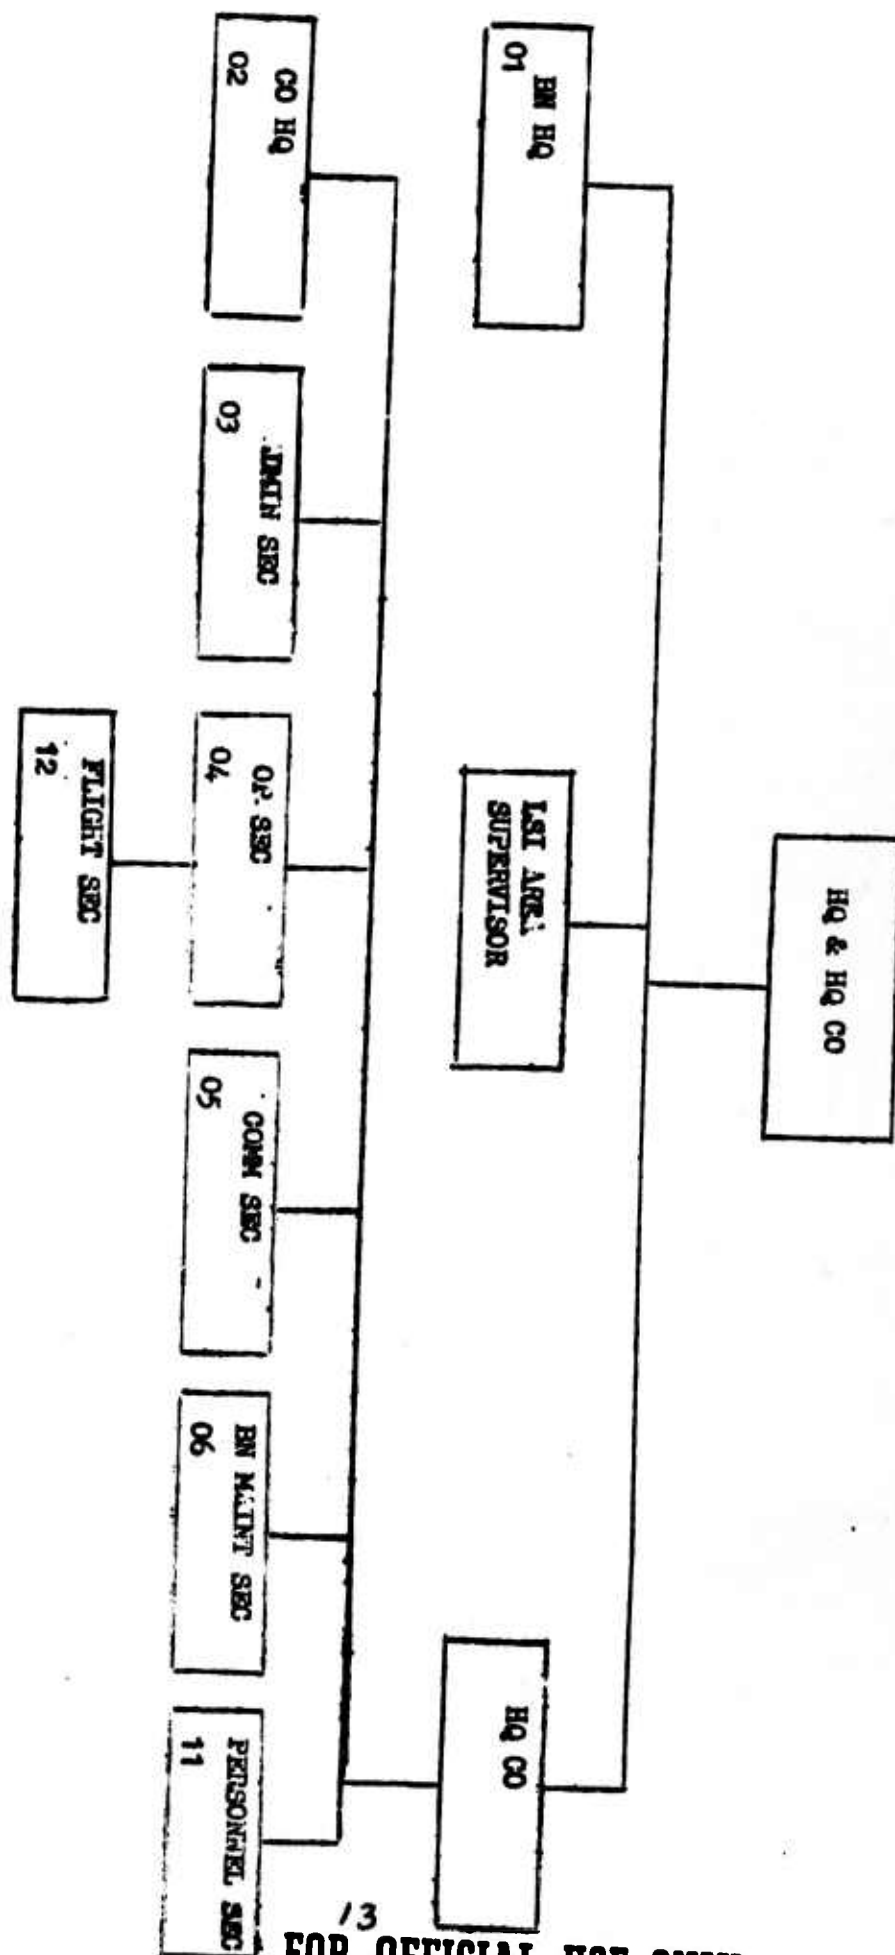 HQ & HQ CO
BN HQ
01
LSI AREA
SUPERVISOR
HQ CO
CO HQ
02
ADMIN SEC
03
OP SEC
04
COMM SEC
05
BN MAINT SEC
06
PERSONNEL SEC
11
FLIGHT SEC
12
13
FOR OFFICIAL USE ONLY